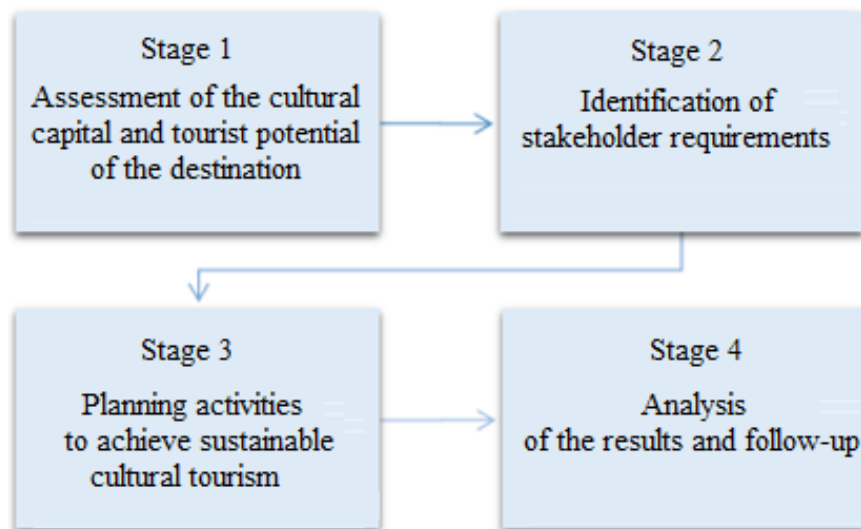 Stage 1
Assessment of the cultural
capital and tourist potential
of the destination
Stage 2
Identification of
stakeholder requirements
Stage 3
Planning activities
to achieve sustainable
cultural tourism
Stage 4
Analysis
of the results and follow-up